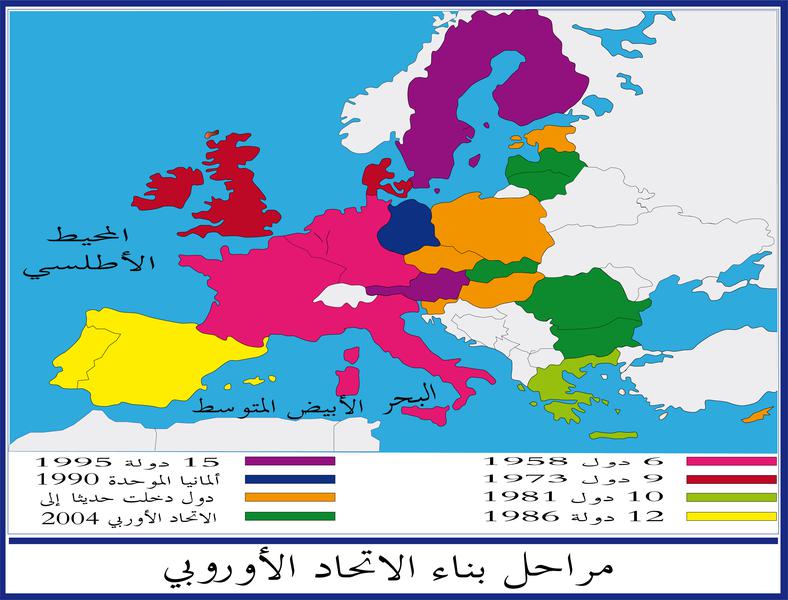 المحيط
الأطلسي
البحر الأبيض المتوسط
6 دول 1958
9 دول 1973
10 دول 1981
12 دولة 1986
15 دولة 1995
ألمانيا الموحدة 1990
دول دخلت حديثا إلى
الاتحاد الأوربي 2004
مراحل بناء الاتحاد الأوروبي